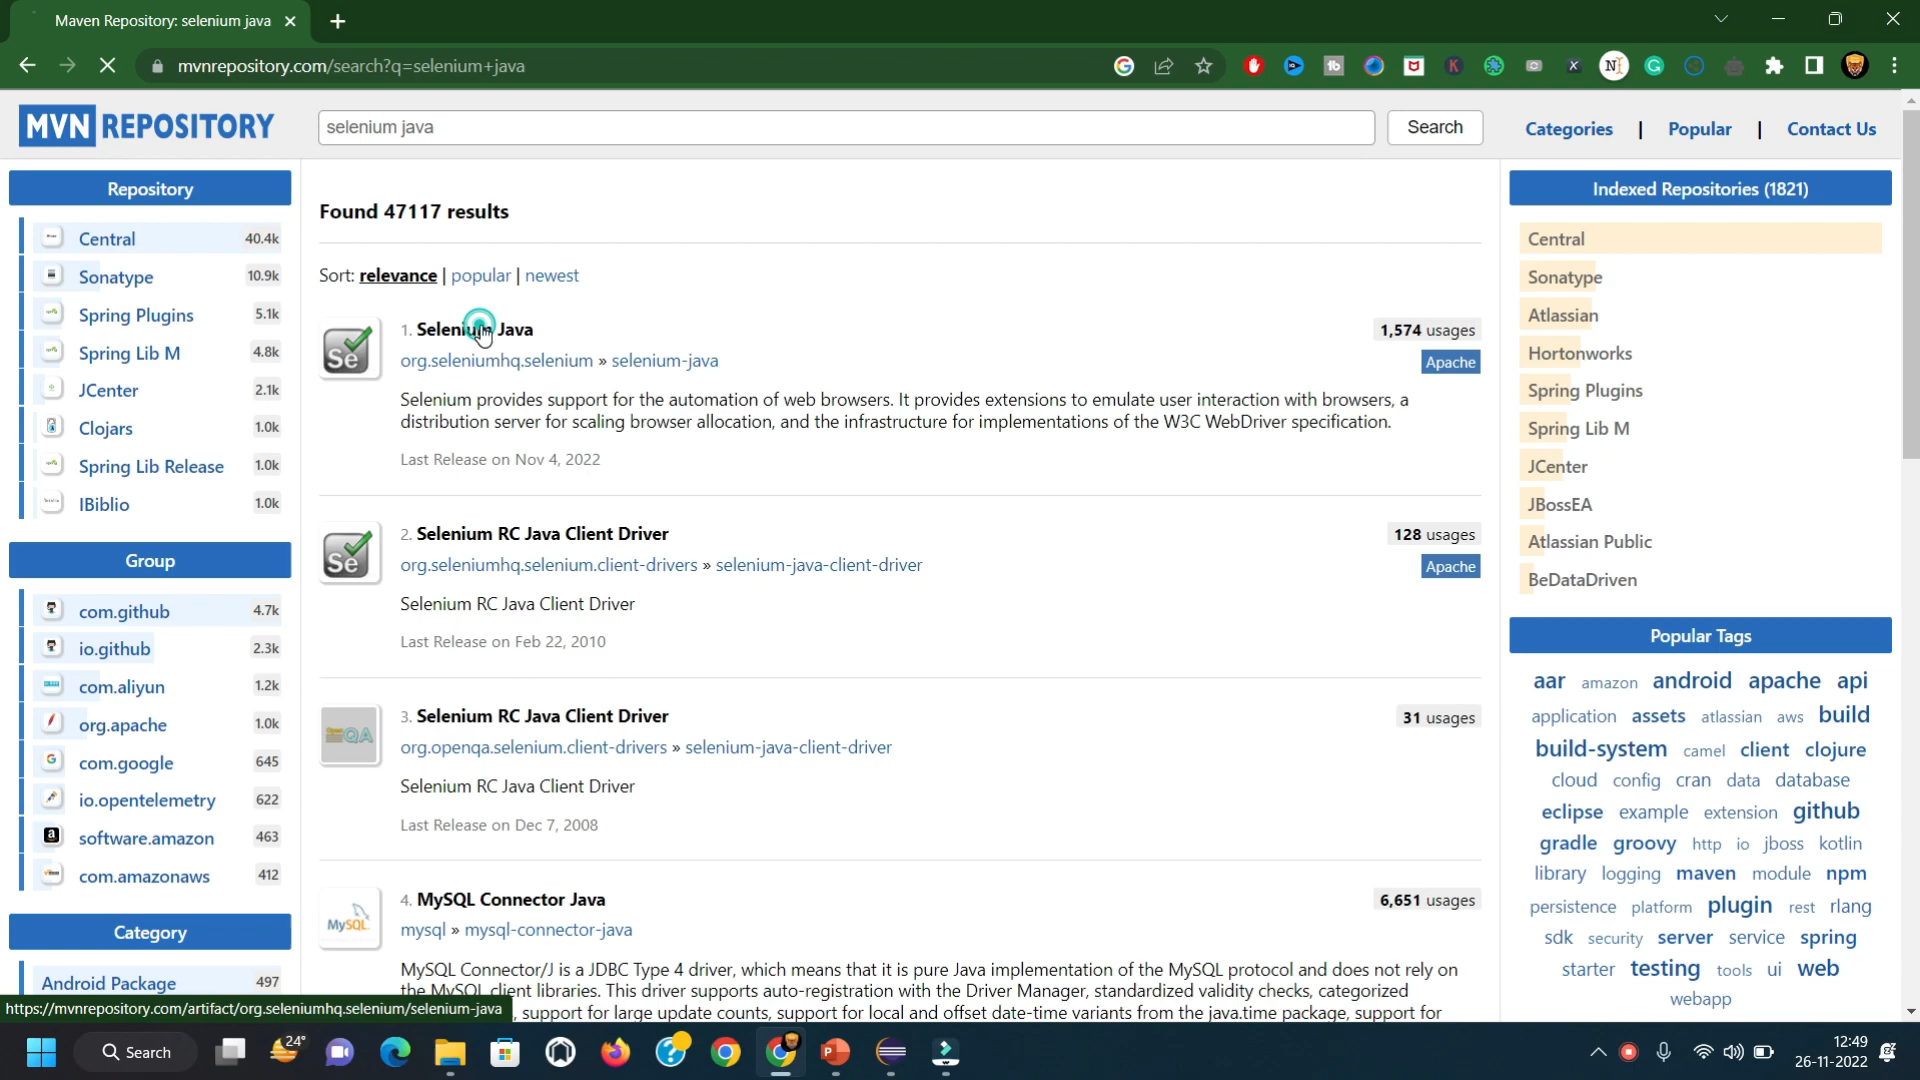 Maven Repository: selenium java
mvnrepository.com/search?q=selenium+java
MVN REPOSITORY
selenium java
Search
Categories | Popular | Contact Us
Repository
Central 40.4k
Sonatype 10.9k
Spring Plugins 5.1k
Spring Lib M 4.8k
JCenter 2.1k
Clojars 1.0k
Spring Lib Release 1.0k
IBiblio 1.0k
Group
com.github 4.7k
io.github 2.3k
com.aliyun 1.2k
org.apache 1.0k
com.google 645
io.opentelemetry 622
software.amazon 463
com.amazonaws 412
Category
Android Package 497
https://mvnrepository.com/artifact/org.seleniumhq.selenium/selenium-java
Found 47117 results
Sort: relevance | popular | newest
Se
1. Selenium Java 1,574 usages
org.seleniumhq.selenium » selenium-java Apache
Selenium provides support for the automation of web browsers. It provides extensions to emulate user interaction with browsers, a
distribution server for scaling browser allocation, and the infrastructure for implementations of the W3C WebDriver specification.
Last Release on Nov 4, 2022
Se
2. Selenium RC Java Client Driver 128 usages
org.seleniumhq.selenium.client-drivers » selenium-java-client-driver Apache
Selenium RC Java Client Driver
Last Release on Feb 22, 2010
OpenQA
3. Selenium RC Java Client Driver 31 usages
org.openqa.selenium.client-drivers » selenium-java-client-driver
Selenium RC Java Client Driver
Last Release on Dec 7, 2008
MySQL
4. MySQL Connector Java 6,651 usages
mysql » mysql-connector-java
MySQL Connector/J is a JDBC Type 4 driver, which means that it is pure Java implementation of the MySQL protocol and does not rely on
the MySQL client libraries. This driver supports auto-registration with the Driver Manager, standardized validity checks, categorized
, support for large update counts, support for local and offset date-time variants from the java.time package, support for
Indexed Repositories (1821)
Central
Sonatype
Atlassian
Hortonworks
Spring Plugins
Spring Lib M
JCenter
JBossEA
Atlassian Public
BeDataDriven
Popular Tags
aar amazon android apache api
application assets atlassian aws build
build-system camel client clojure
cloud config cran data database
eclipse example extension github
gradle groovy http io jboss kotlin
library logging maven module npm
persistence platform plugin rest rlang
sdk security server service spring
starter testing tools ui web
webapp
Search
24°
12:49
26-11-2022